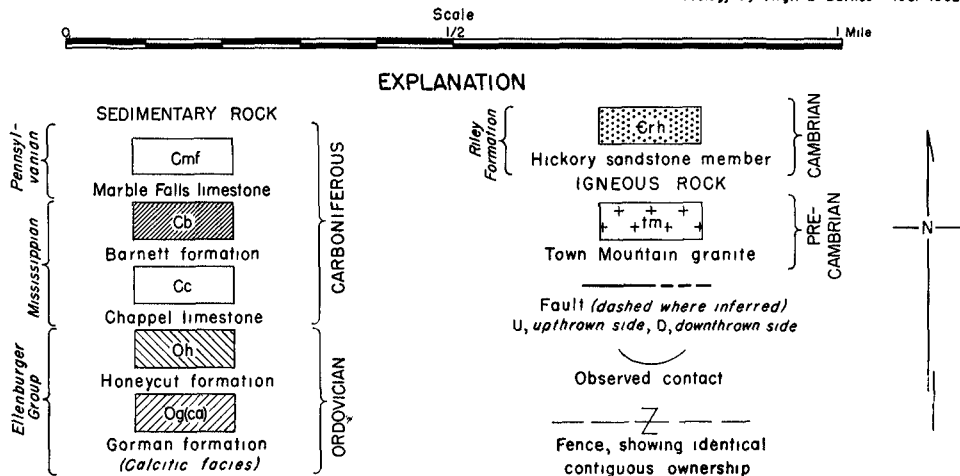 Scale
0 1/2 1 Mile
EXPLANATION
SEDIMENTARY ROCK
Pennsyl-
vanian
Cmf
Marble Falls limestone
Mississippian
Cb
Barnett formation
Cc
Chappel limestone
CARBONIFEROUS
Ellenburger
Group
Oh
Honeycut formation
Og(ca)
Gorman formation
(Calcitic facies)
ORDOVICIAN
Riley
Formation
Єrh
Hickory sandstone member
CAMBRIAN
IGNEOUS ROCK
tm
Town Mountain granite
PRE-
CAMBRIAN
Fault (dashed where inferred)
U, upthrown side, D, downthrown side
Observed contact
Z
Fence, showing identical
contiguous ownership
N